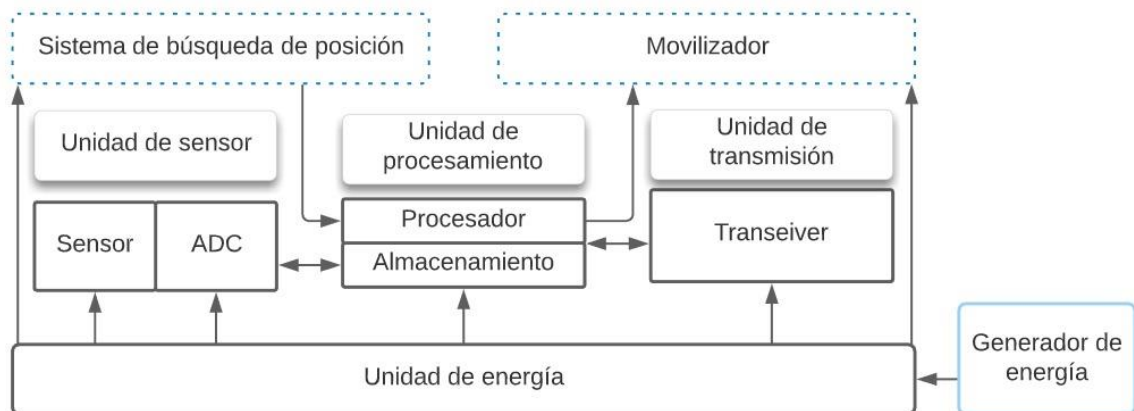 Sistema de búsqueda de posición
Movilizador
Unidad de sensor
Unidad de
procesamiento
Unidad de
transmisión
Sensor
ADC
Procesador
Almacenamiento
Transeiver
Unidad de energía
Generador de
energía